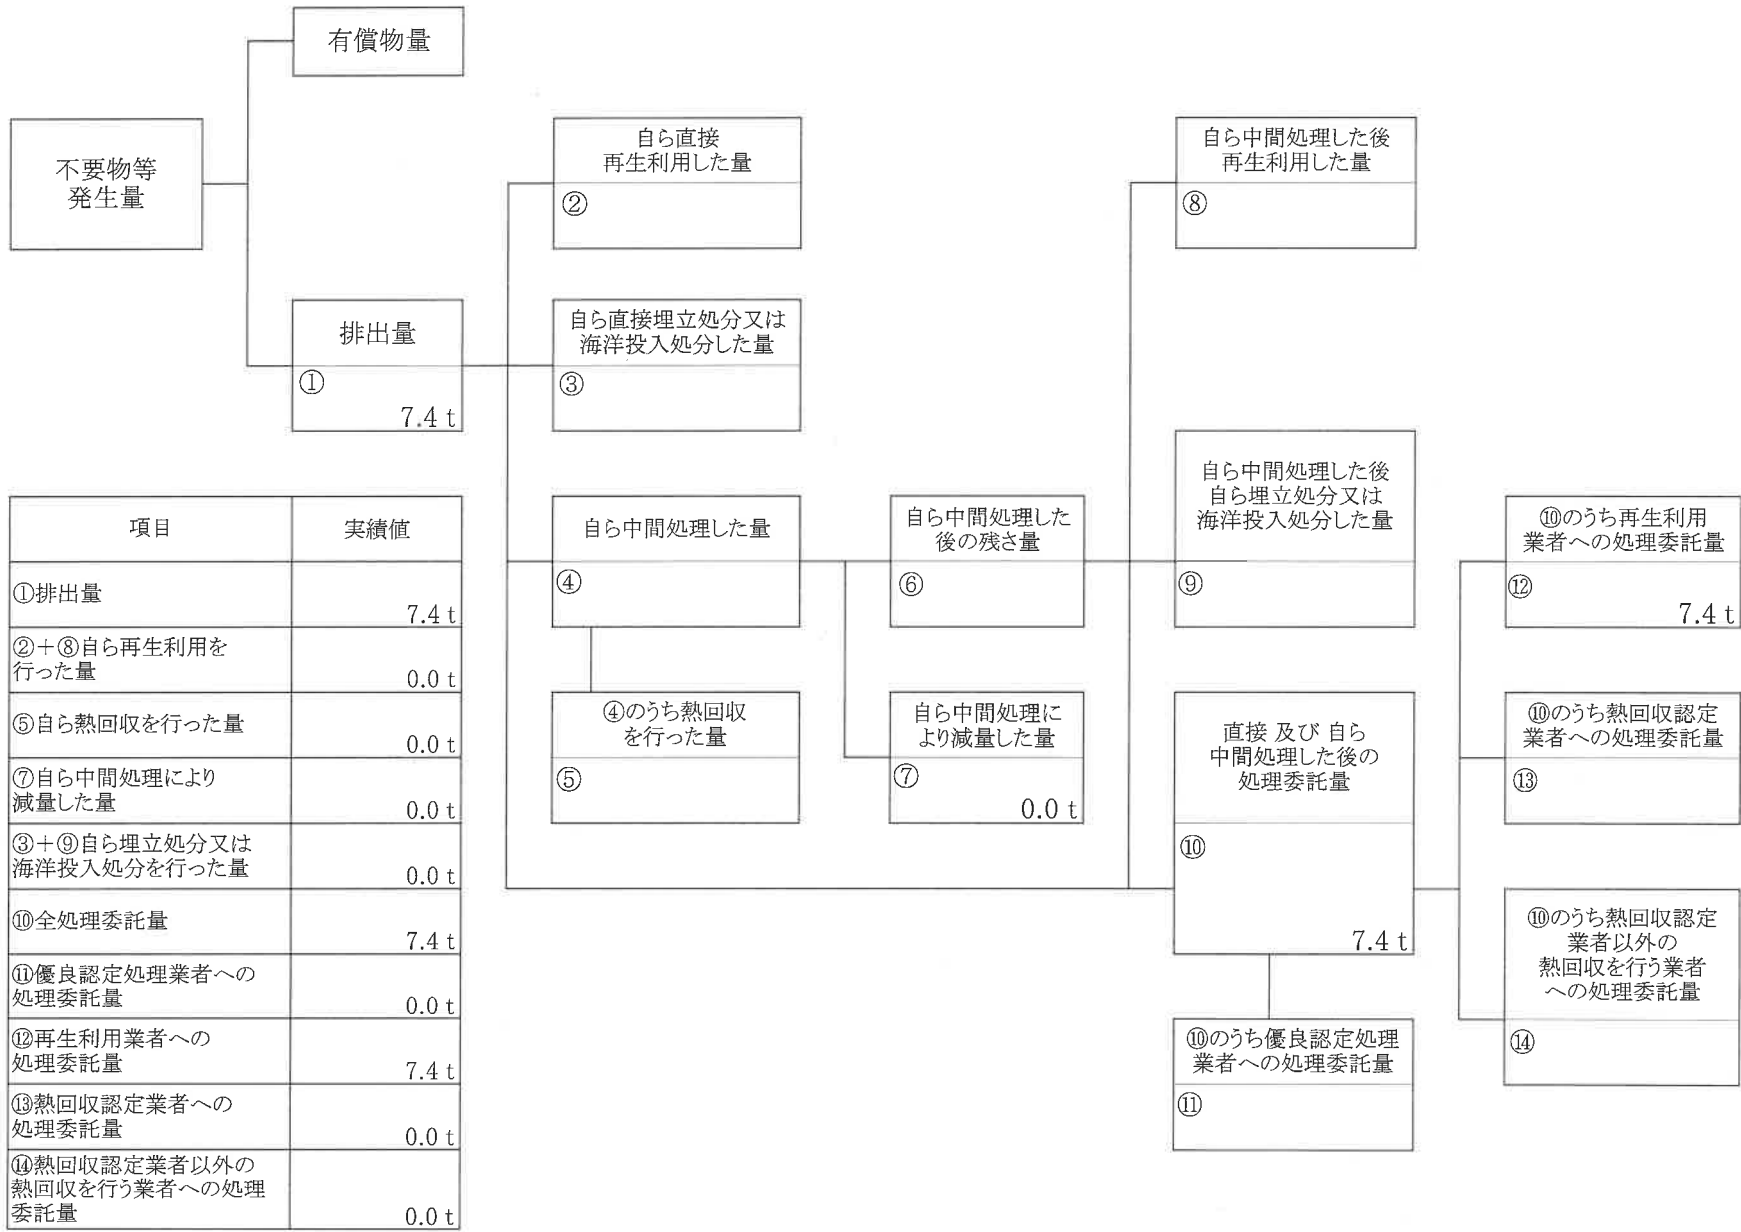 有償物量
不要物等
発生量
排出量
①
7.4 t
自ら直接
再生利用した量
②
自ら直接埋立処分又は
海洋投入処分した量
③
自ら中間処理した量
④
④のうち熱回収
を行った量
⑤
自ら中間処理した
後の残さ量
⑥
自ら中間処理に
より減量した量
⑦
0.0 t
自ら中間処理した後
再生利用した量
⑧
自ら中間処理した後
自ら埋立処分又は
海洋投入処分した量
⑨
直接 及び 自ら
中間処理した後の
処理委託量
⑩
7.4 t
⑩のうち優良認定処理
業者への処理委託量
⑪
⑩のうち再生利用
業者への処理委託量
⑫
7.4 t
⑩のうち熱回収認定
業者への処理委託量
⑬
⑩のうち熱回収認定
業者以外の
熱回収を行う業者
への処理委託量
⑭
項目 実績値
①排出量
7.4 t
②＋⑧自ら再生利用を
行った量
0.0 t
⑤自ら熱回収を行った量
0.0 t
⑦自ら中間処理により
減量した量
0.0 t
③＋⑨自ら埋立処分又は
海洋投入処分を行った量
0.0 t
⑩全処理委託量
7.4 t
⑪優良認定処理業者への
処理委託量
0.0 t
⑫再生利用業者への
処理委託量
7.4 t
⑬熱回収認定業者への
処理委託量
0.0 t
⑭熱回収認定業者以外の
熱回収を行う業者への処理
委託量
0.0 t